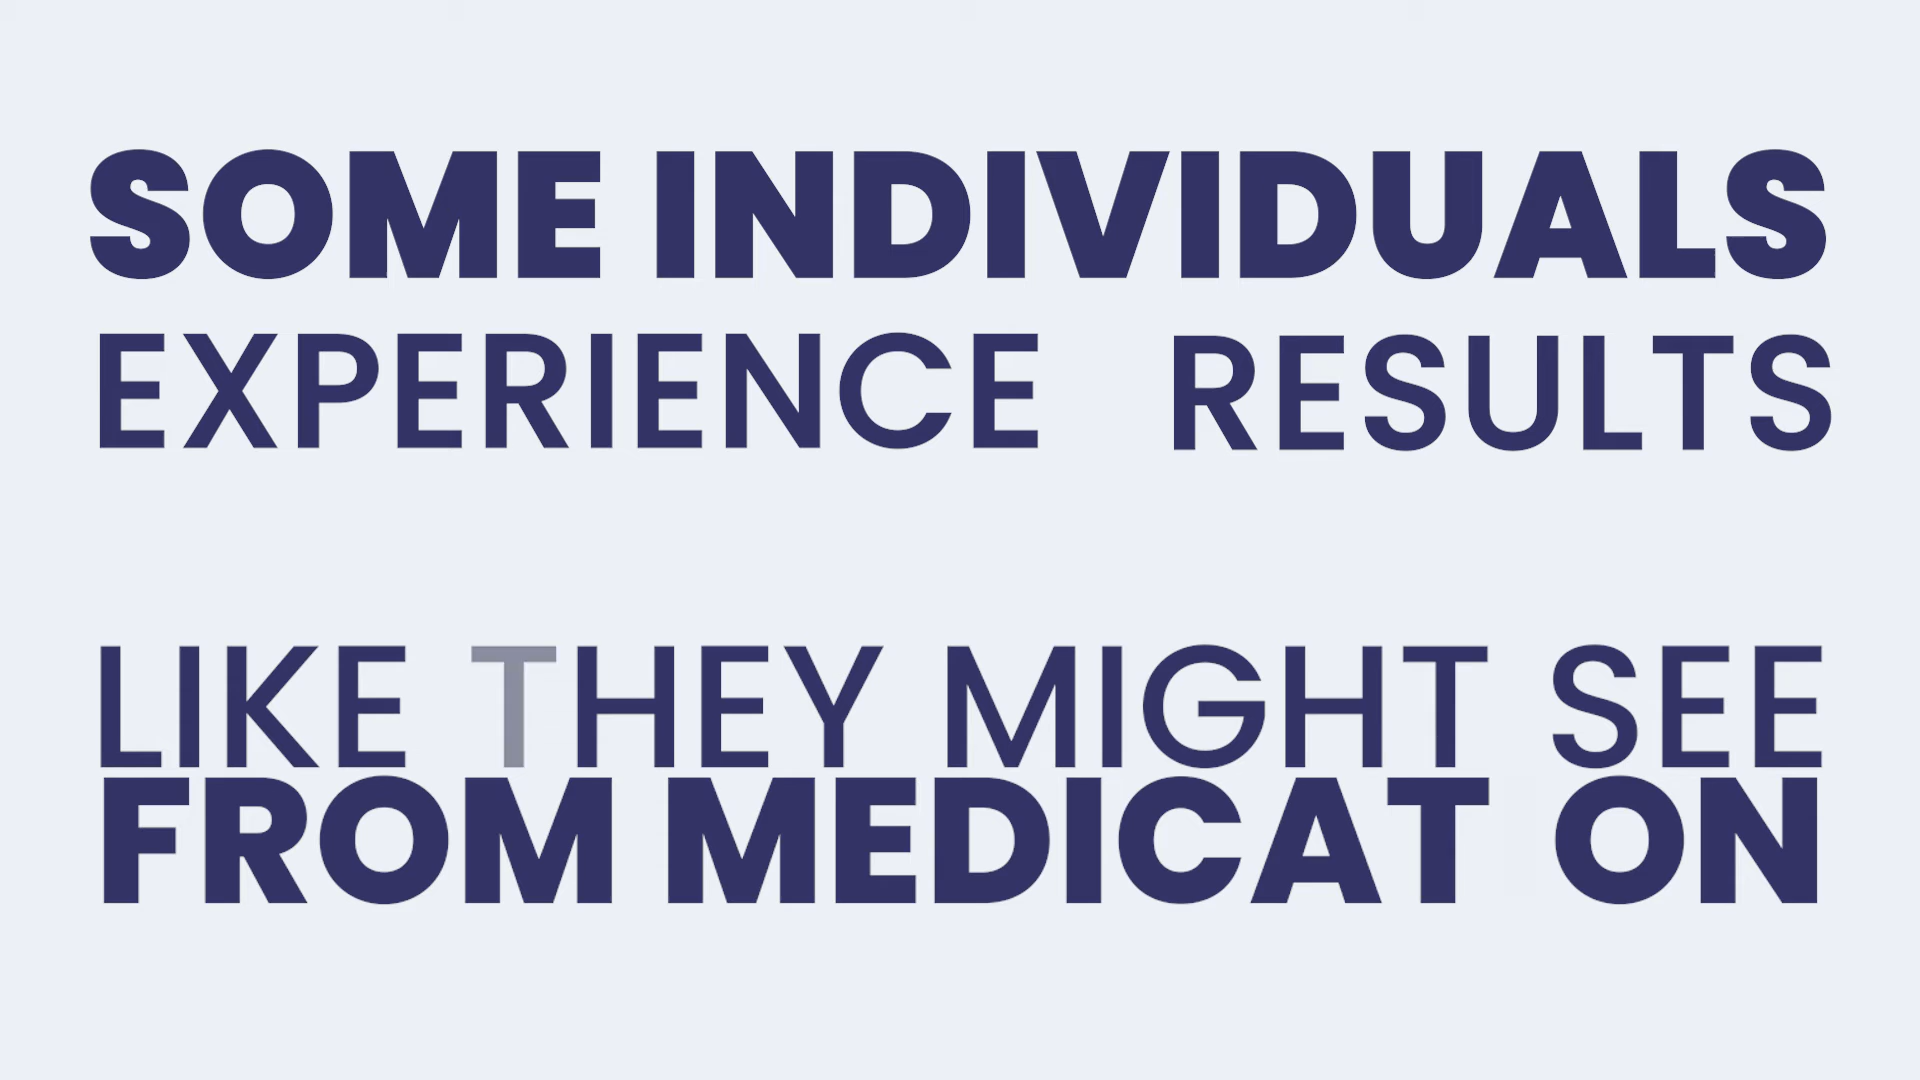 SOME INDIVIDUALS
EXPERIENCE RESULTS
LIKE THEY MIGHT SEE
FROM MEDICAT ON